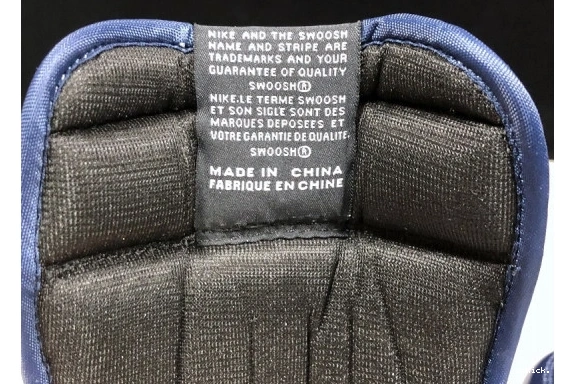 NIKE AND THE SWOOSH
NAME AND STRIPE ARE
TRADEMARKS AND YOUR
GUARANTEE OF QUALITY
SWOOSH®
NIKE.LE TERME SWOOSH
ET SON SIGLE SONT DES
MARQUES DEPOSEES ET
VOTRE GARANTIE DE QUALITE.
SWOOSH®
MADE IN CHINA
FABRIQUE EN CHINE
ick.